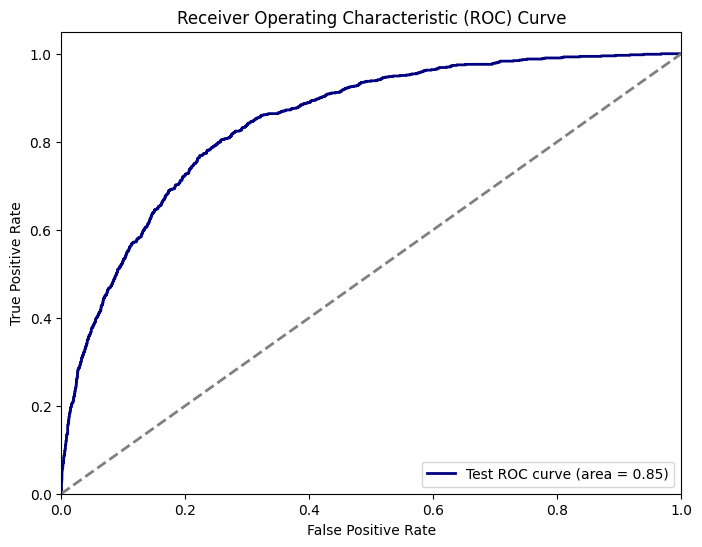 Receiver Operating Characteristic (ROC) Curve
True Positive Rate
1.0
0.8
0.6
0.4
0.2
0.0
0.0 0.2 0.4 0.6 0.8 1.0
False Positive Rate
Test ROC curve (area = 0.85)